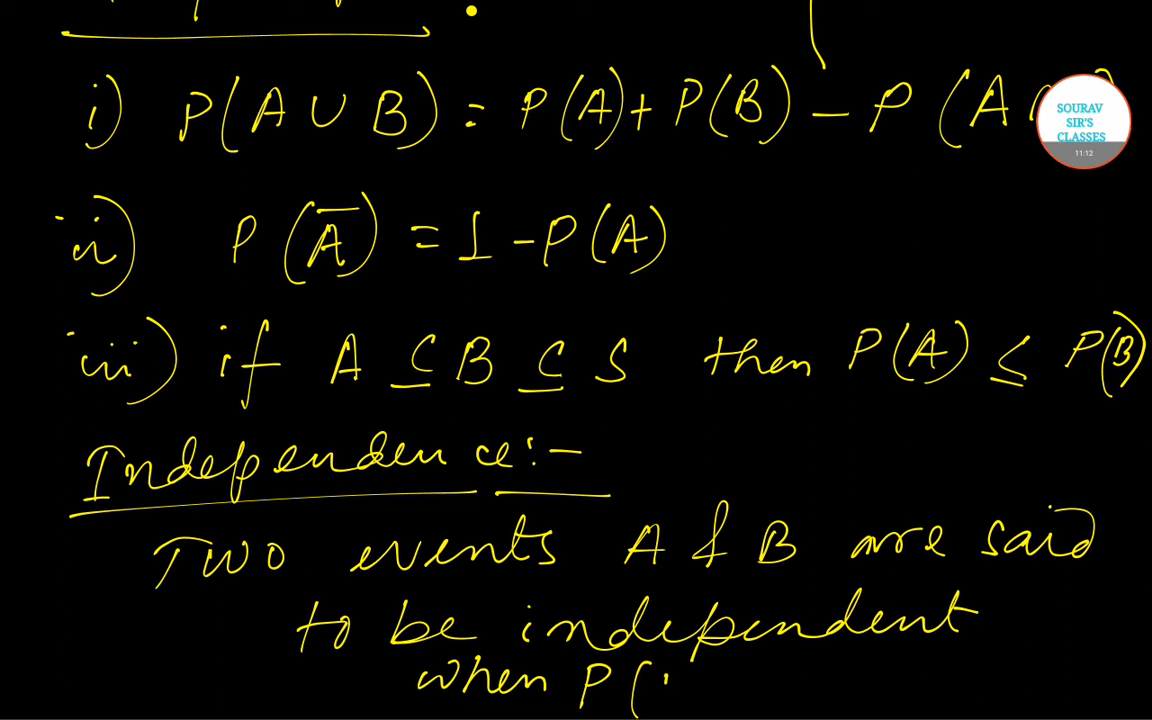 i) P(A ∪ B) = P(A) + P(B) - P(A
SOURAV
SIR'S
CLASSES
11:12
ii) P(A̅) = 1 - P(A)
iii) if A ⊆ B ⊆ S then P(A) ≤ P(B)
Independence:-
Two events A & B are said
to be independent
when P(